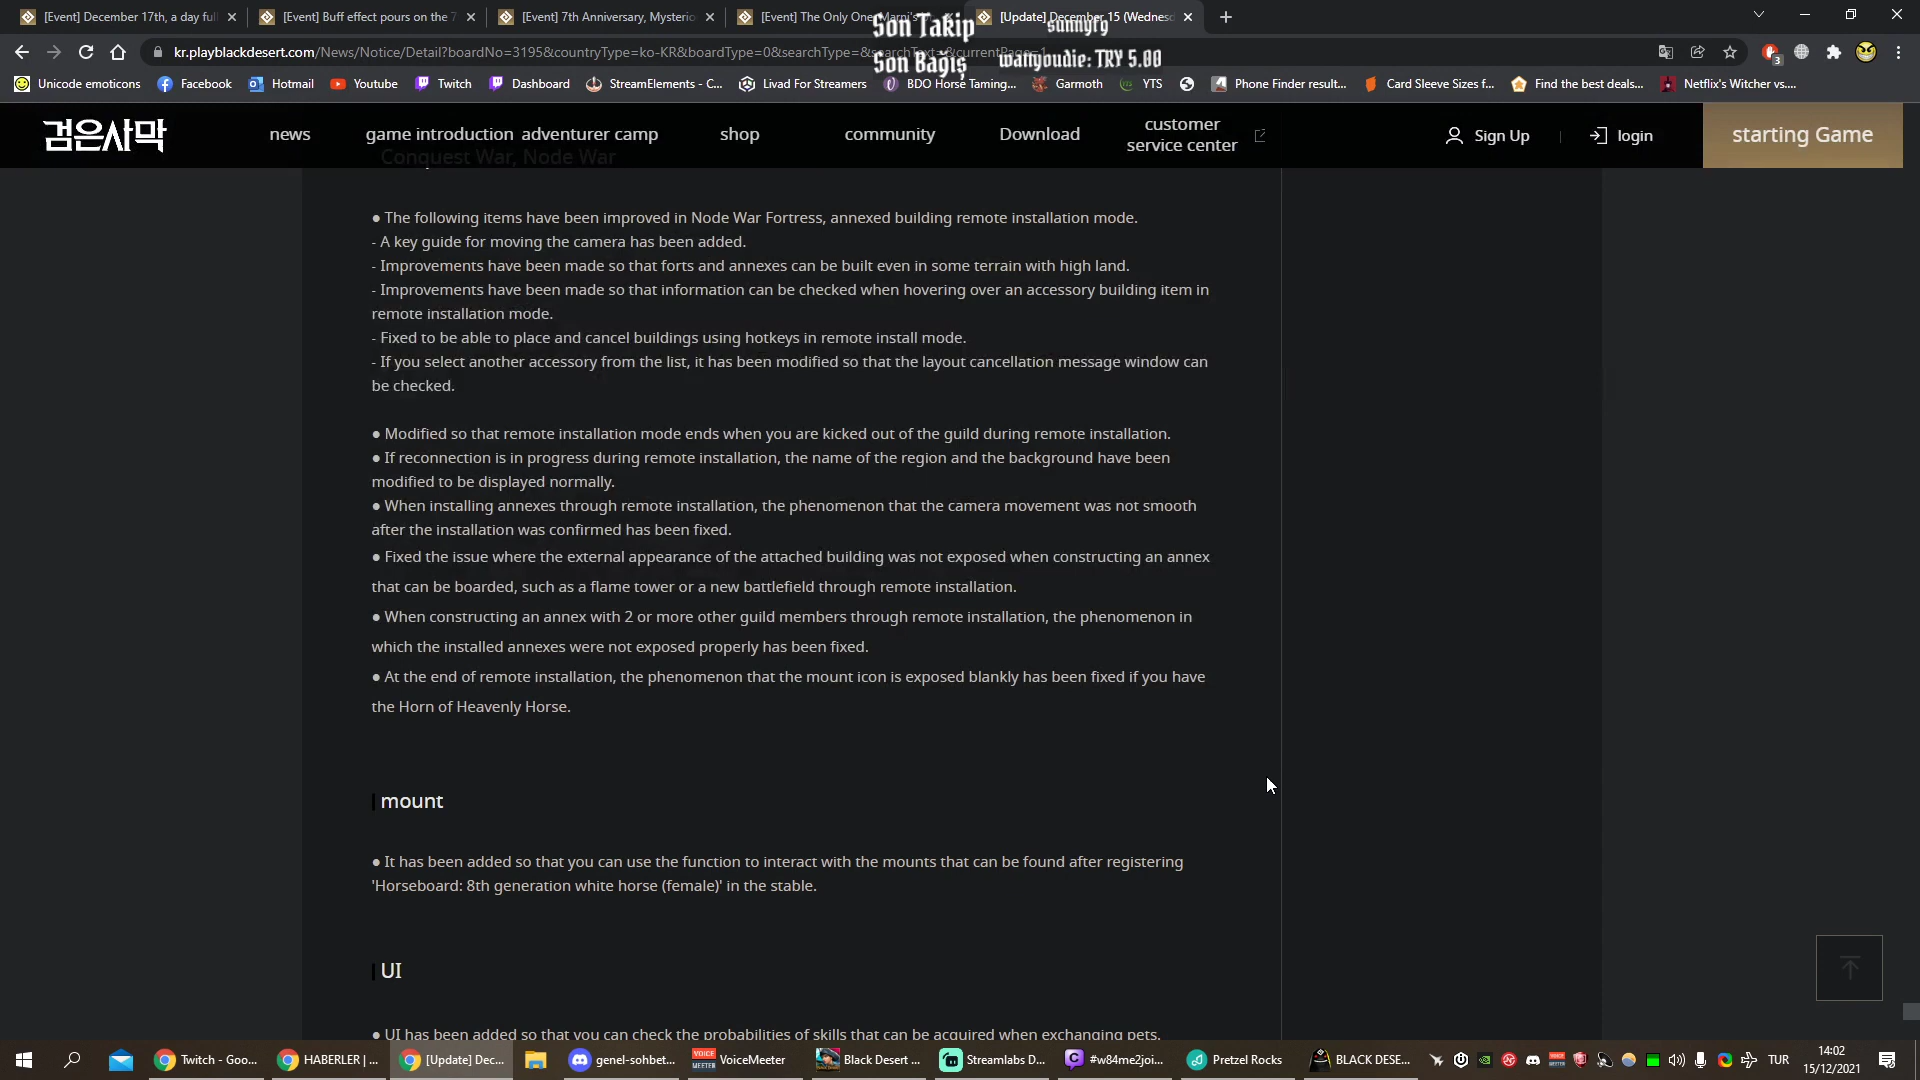 [Event] December 17th, a day full
[Event] Buff effect pours on the 7
[Event] 7th Anniversary, Mysterio
[Event] The Only One, Marni's
[Update] December 15 (Wednesd
Son Takip
sunnyfy
kr.playblackdesert.com/News/Notice/Detail?boardNo=3195&countryType=ko-KR&boardType=0&searchType=&searchText=&currentPage=1
Son Bağış
wattyoudie: TRY 5.00
3
Unicode emoticons
Facebook
Hotmail
Youtube
Twitch
Dashboard
StreamElements - C...
Livad For Streamers
BDO Horse Taming...
Garmoth
YTS
Phone Finder result...
Card Sleeve Sizes f...
Find the best deals...
Netflix's Witcher vs....
검은사막
news
game introduction
adventurer camp
shop
community
Download
customer
service center
Sign Up
login
starting Game
Conquest War, Node War
● The following items have been improved in Node War Fortress, annexed building remote installation mode.
- A key guide for moving the camera has been added.
- Improvements have been made so that forts and annexes can be built even in some terrain with high land.
- Improvements have been made so that information can be checked when hovering over an accessory building item in
remote installation mode.
- Fixed to be able to place and cancel buildings using hotkeys in remote install mode.
- If you select another accessory from the list, it has been modified so that the layout cancellation message window can
be checked.
● Modified so that remote installation mode ends when you are kicked out of the guild during remote installation.
● If reconnection is in progress during remote installation, the name of the region and the background have been
modified to be displayed normally.
● When installing annexes through remote installation, the phenomenon that the camera movement was not smooth
after the installation was confirmed has been fixed.
● Fixed the issue where the external appearance of the attached building was not exposed when constructing an annex
that can be boarded, such as a flame tower or a new battlefield through remote installation.
● When constructing an annex with 2 or more other guild members through remote installation, the phenomenon in
which the installed annexes were not exposed properly has been fixed.
● At the end of remote installation, the phenomenon that the mount icon is exposed blankly has been fixed if you have
the Horn of Heavenly Horse.
mount
● It has been added so that you can use the function to interact with the mounts that can be found after registering
'Horseboard: 8th generation white horse (female)' in the stable.
UI
● UI has been added so that you can check the probabilities of skills that can be acquired when exchanging pets.
Twitch - Goo...
HABERLER | ...
[Update] Dec...
genel-sohbet...
VoiceMeeter
Black Desert ...
Streamlabs D...
#w84me2joi...
Pretzel Rocks
BLACK DESE...
TUR
14:02
15/12/2021